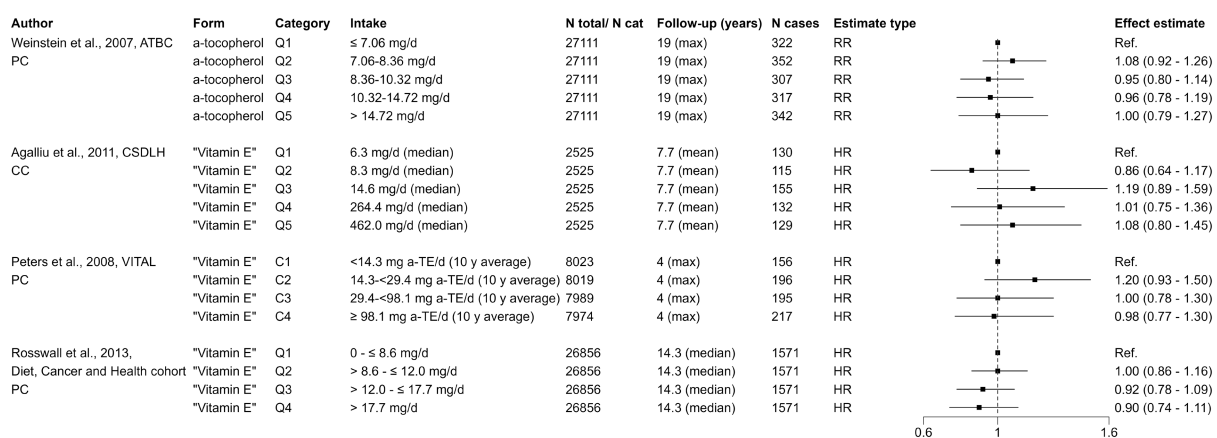 Author Form Category Intake N total/ N cat Follow-up (years) N cases Estimate type Effect estimate
Weinstein et al., 2007, ATBC a-tocopherol Q1 ≤ 7.06 mg/d 27111 19 (max) 322 RR Ref.
PC a-tocopherol Q2 7.06-8.36 mg/d 27111 19 (max) 352 RR 1.08 (0.92 - 1.26)
a-tocopherol Q3 8.36-10.32 mg/d 27111 19 (max) 307 RR 0.95 (0.80 - 1.14)
a-tocopherol Q4 10.32-14.72 mg/d 27111 19 (max) 317 RR 0.96 (0.78 - 1.19)
a-tocopherol Q5 > 14.72 mg/d 27111 19 (max) 342 RR 1.00 (0.79 - 1.27)
Agalliu et al., 2011, CSDLH "Vitamin E" Q1 6.3 mg/d (median) 2525 7.7 (mean) 130 HR Ref.
CC "Vitamin E" Q2 8.3 mg/d (median) 2525 7.7 (mean) 115 HR 0.86 (0.64 - 1.17)
"Vitamin E" Q3 14.6 mg/d (median) 2525 7.7 (mean) 155 HR 1.19 (0.89 - 1.59)
"Vitamin E" Q4 264.4 mg/d (median) 2525 7.7 (mean) 132 HR 1.01 (0.75 - 1.36)
"Vitamin E" Q5 462.0 mg/d (median) 2525 7.7 (mean) 129 HR 1.08 (0.80 - 1.45)
Peters et al., 2008, VITAL "Vitamin E" C1 <14.3 mg a-TE/d (10 y average) 8023 4 (max) 156 HR Ref.
PC "Vitamin E" C2 14.3-<29.4 mg a-TE/d (10 y average) 8019 4 (max) 196 HR 1.20 (0.93 - 1.50)
"Vitamin E" C3 29.4-<98.1 mg a-TE/d (10 y average) 7989 4 (max) 195 HR 1.00 (0.78 - 1.30)
"Vitamin E" C4 ≥ 98.1 mg a-TE/d (10 y average) 7974 4 (max) 217 HR 0.98 (0.77 - 1.30)
Rosswall et al., 2013, "Vitamin E" Q1 0 - ≤ 8.6 mg/d 26856 14.3 (median) 1571 HR Ref.
Diet, Cancer and Health cohort "Vitamin E" Q2 > 8.6 - ≤ 12.0 mg/d 26856 14.3 (median) 1571 HR 1.00 (0.86 - 1.16)
PC "Vitamin E" Q3 > 12.0 - ≤ 17.7 mg/d 26856 14.3 (median) 1571 HR 0.92 (0.78 - 1.09)
"Vitamin E" Q4 > 17.7 mg/d 26856 14.3 (median) 1571 HR 0.90 (0.74 - 1.11)
0.6 1 1.6